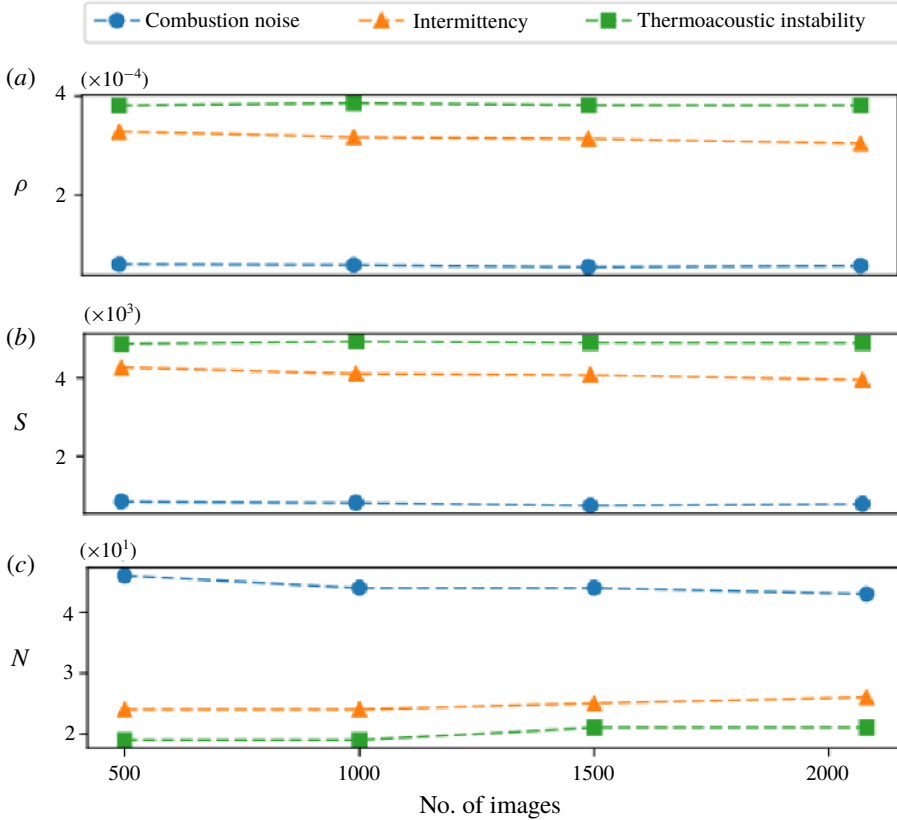 Combustion noise Intermittency Thermoacoustic instability
(a) (×10⁻⁴)
4
ρ
2
(b) (×10³)
4
S
2
(c) (×10¹)
4
N
3
2
500 1000 1500 2000
No. of images